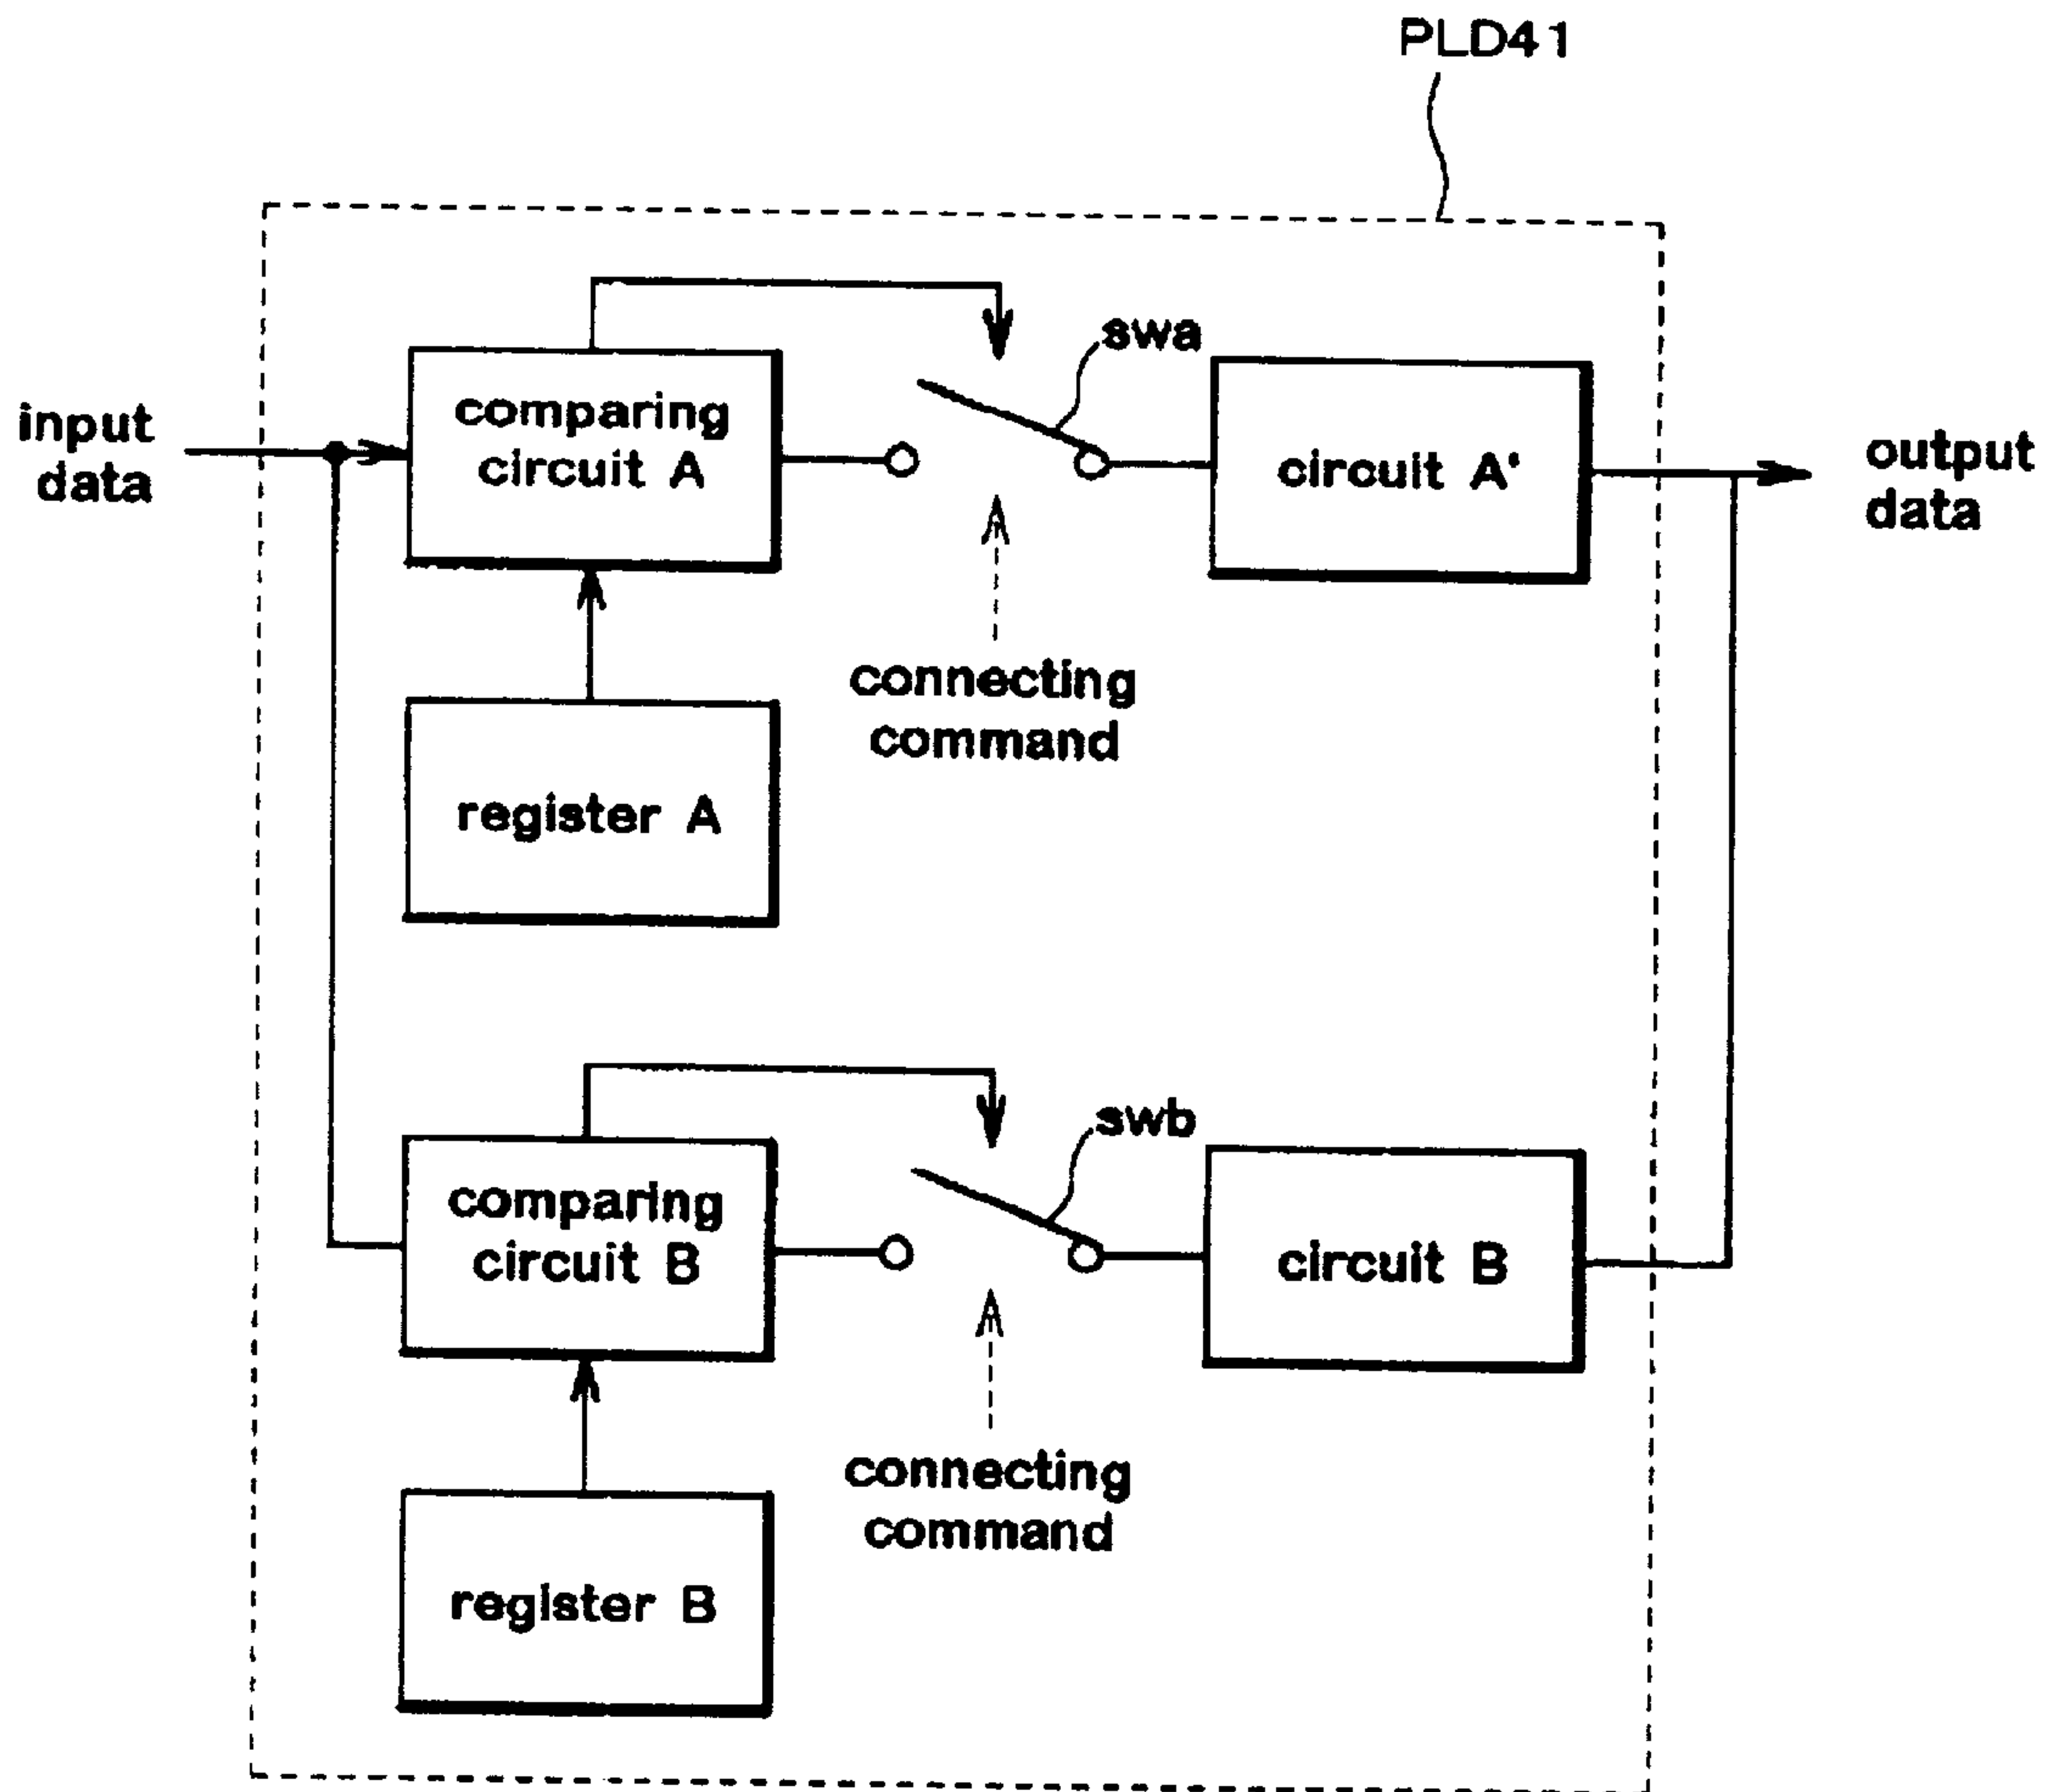 PLD41
swa
input
data
comparing
circuit A
circuit A'
output
data
connecting
command
register A
swb
comparing
circuit B
circuit B
connecting
command
register B